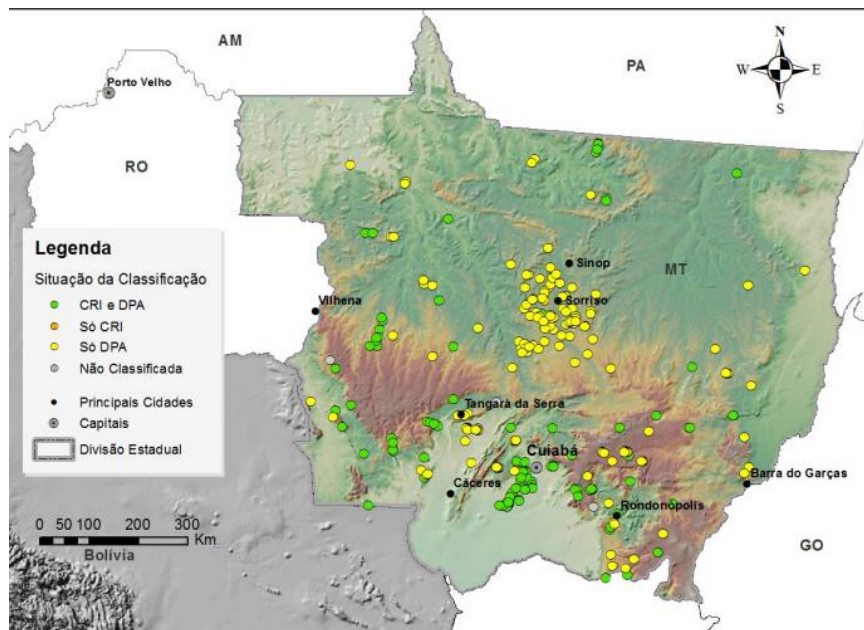 AM
N
W E
S
PA
Porto Velho
RO
Legenda
Situação da Classificação
CRI e DPA
Só CRI
Só DPA
Não Classificada
Principais Cidades
Capitais
Divisão Estadual
Vilhena
Sinop
MT
Sorriso
Tangará da Serra
Cuiabá
Cáceres
Barra do Garças
Rondonópolis
0 50 100 200 300
Km
Bolívia
GO